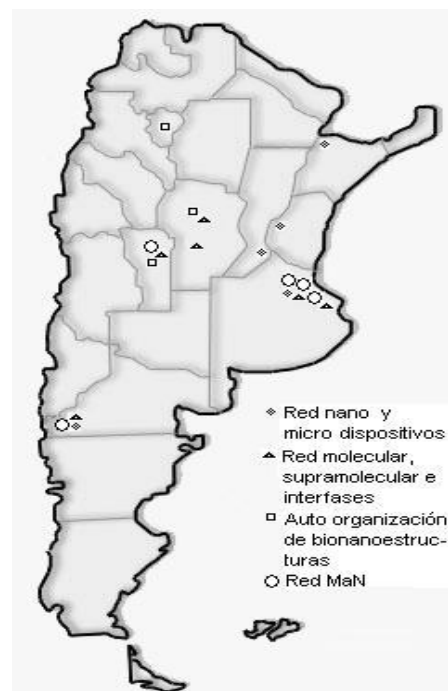 Red nano y
micro dispositivos
Red molecular,
supramolecular e
interfases
Auto organización
de bionanoestruc-
turas
Red MaN